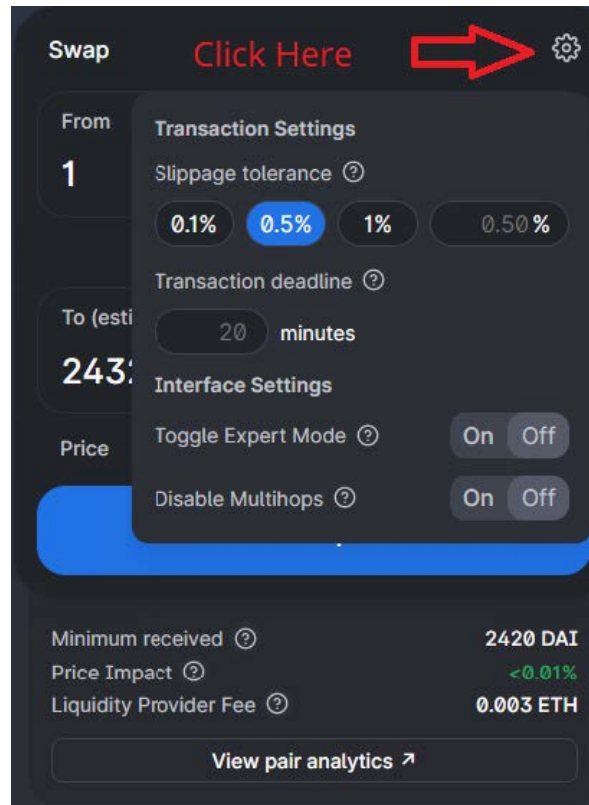 Swap Click Here
From
1
Transaction Settings
Slippage tolerance ?
0.1% 0.5% 1% 0.50 %
Transaction deadline ?
20 minutes
To (esti
243
Interface Settings
Toggle Expert Mode ? On Off
Price
Disable Multihops ? On Off
Minimum received ? 2420 DAI
Price Impact ? <0.01%
Liquidity Provider Fee ? 0.003 ETH
View pair analytics ↗